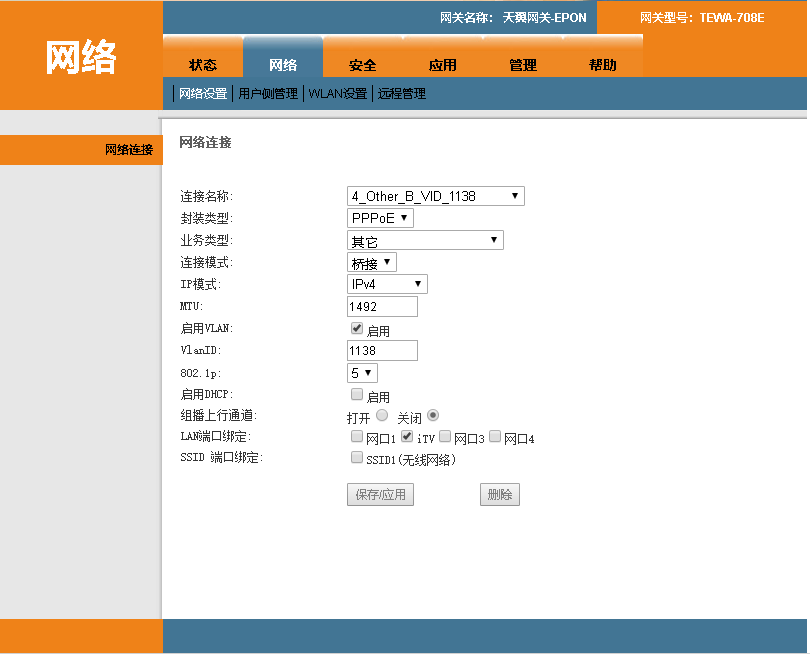 网关名称： 天翼网关-EPON 网关型号：TEWA-708E
网络
状态 网络 安全 应用 管理 帮助
网络设置 用户侧管理 WLAN设置 远程管理
网络连接
网络连接
连接名称: 4_Other_B_VID_1138
封装类型: PPPoE
业务类型: 其它
连接模式: 桥接
IP模式: IPv4
MTU: 1492
启用VLAN: 启用
VlanID: 1138
802.1p: 5
启用DHCP: 启用
组播上行通道: 打开 关闭
LAN端口绑定: 网口1 iTV 网口3 网口4
SSID 端口绑定: SSID1(无线网络)
保存/应用 删除